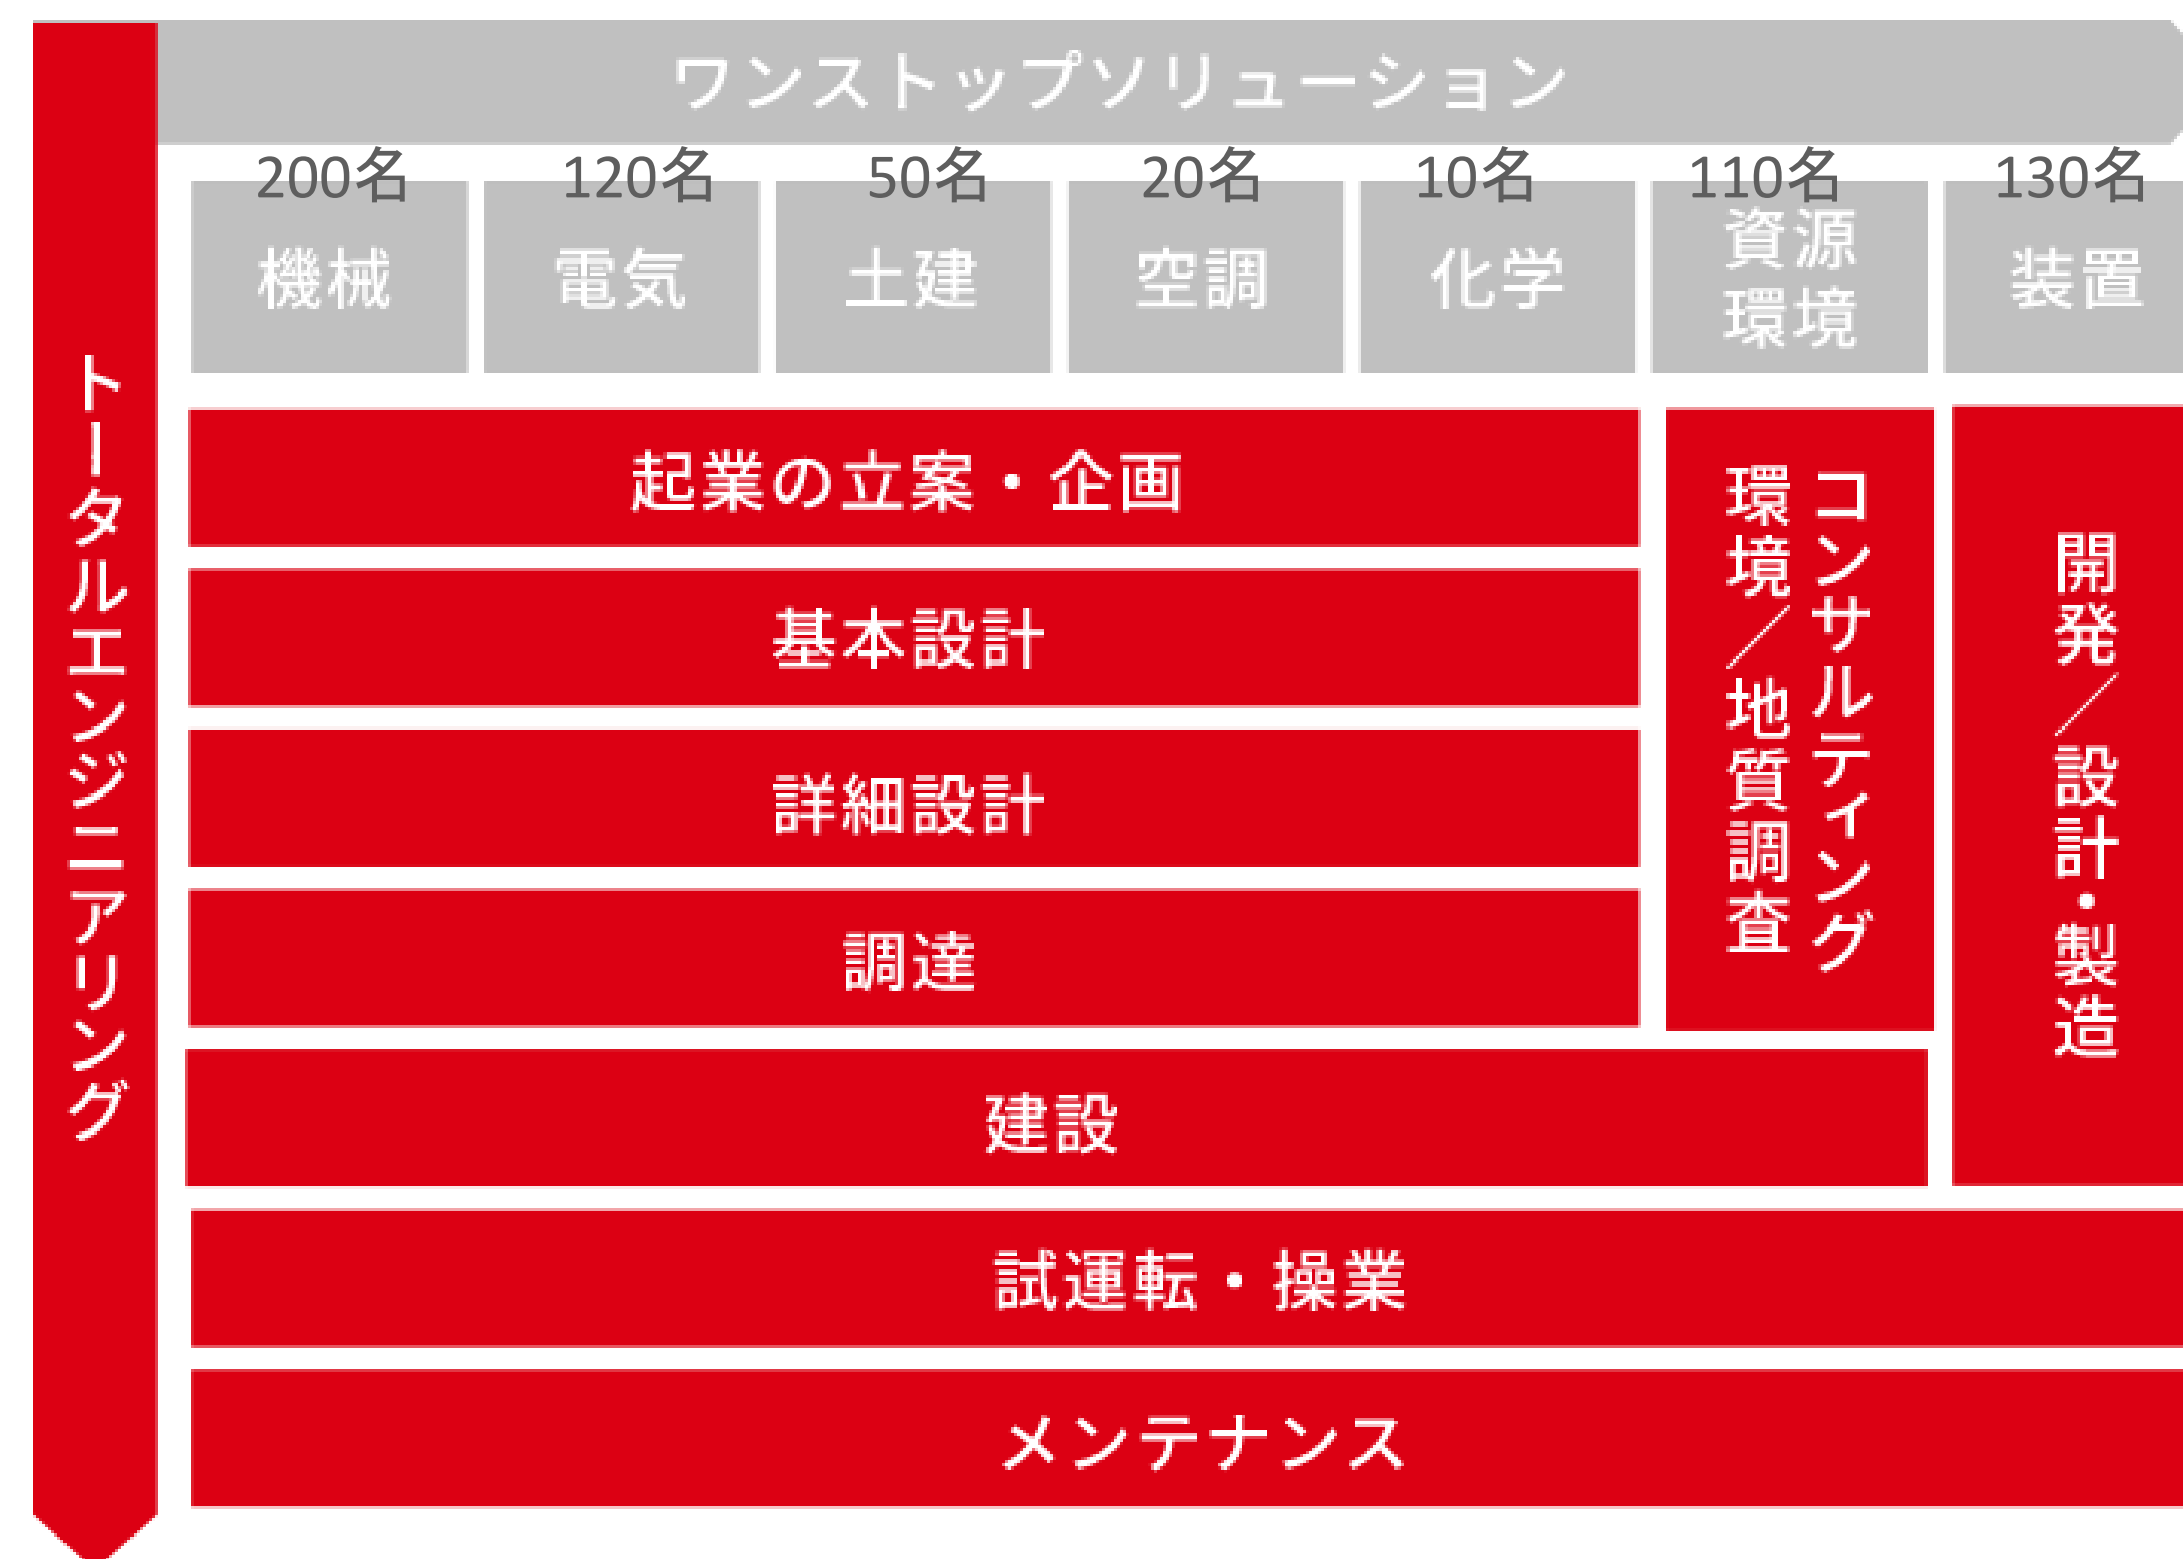 ワンストップソリューション
トータルエンジニアリング
200名
120名
50名
20名
10名
110名
130名
機械
電気
土建
空調
化学
資源
環境
装置
起業の立案・企画
基本設計
詳細設計
調達
コンサルティング
環境／地質調査
開発／設計・製造
建設
試運転・操業
メンテナンス